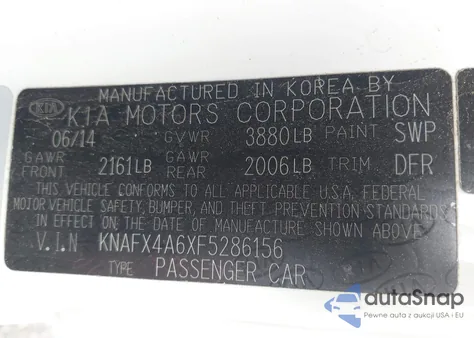 MANUFACTURED IN KOREA BY
KIA KIA MOTORS CORPORATION
06/14 GVWR 3880LB PAINT SWP
GAWR FRONT 2161LB GAWR REAR 2006LB TRIM DFR
THIS VEHICLE CONFORMS TO ALL APPLICABLE U.S.A. FEDERAL
MOTOR VEHICLE SAFETY, BUMPER, AND THEFT PREVENTION STANDARDS
IN EFFECT ON THE DATE OF MANUFACTURE SHOWN ABOVE.
V.I.N KNAFX4A6XF5286156
TYPE PASSENGER CAR
autoSnap
Pewne auta z USA i EU